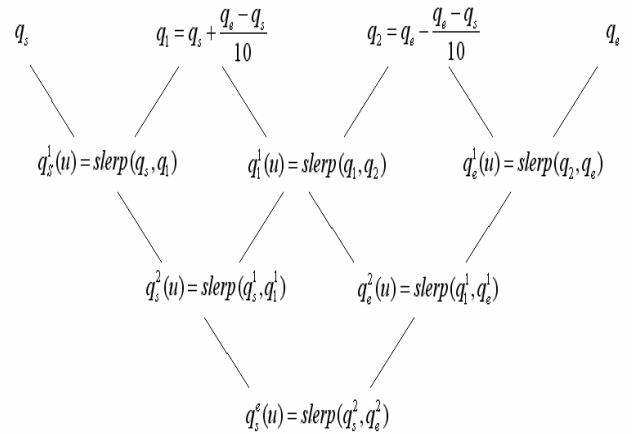 q_s    q_1 = q_s + (q_e − q_s)/10    q_2 = q_e − (q_e − q_s)/10    q_e
q_s^1(u) = slerp(q_s, q_1)    q_1^1(u) = slerp(q_1, q_2)    q_e^1(u) = slerp(q_2, q_e)
q_s^2(u) = slerp(q_s^1, q_1^1)    q_e^2(u) = slerp(q_1^1, q_e^1)
q_s^e(u) = slerp(q_s^2, q_e^2)